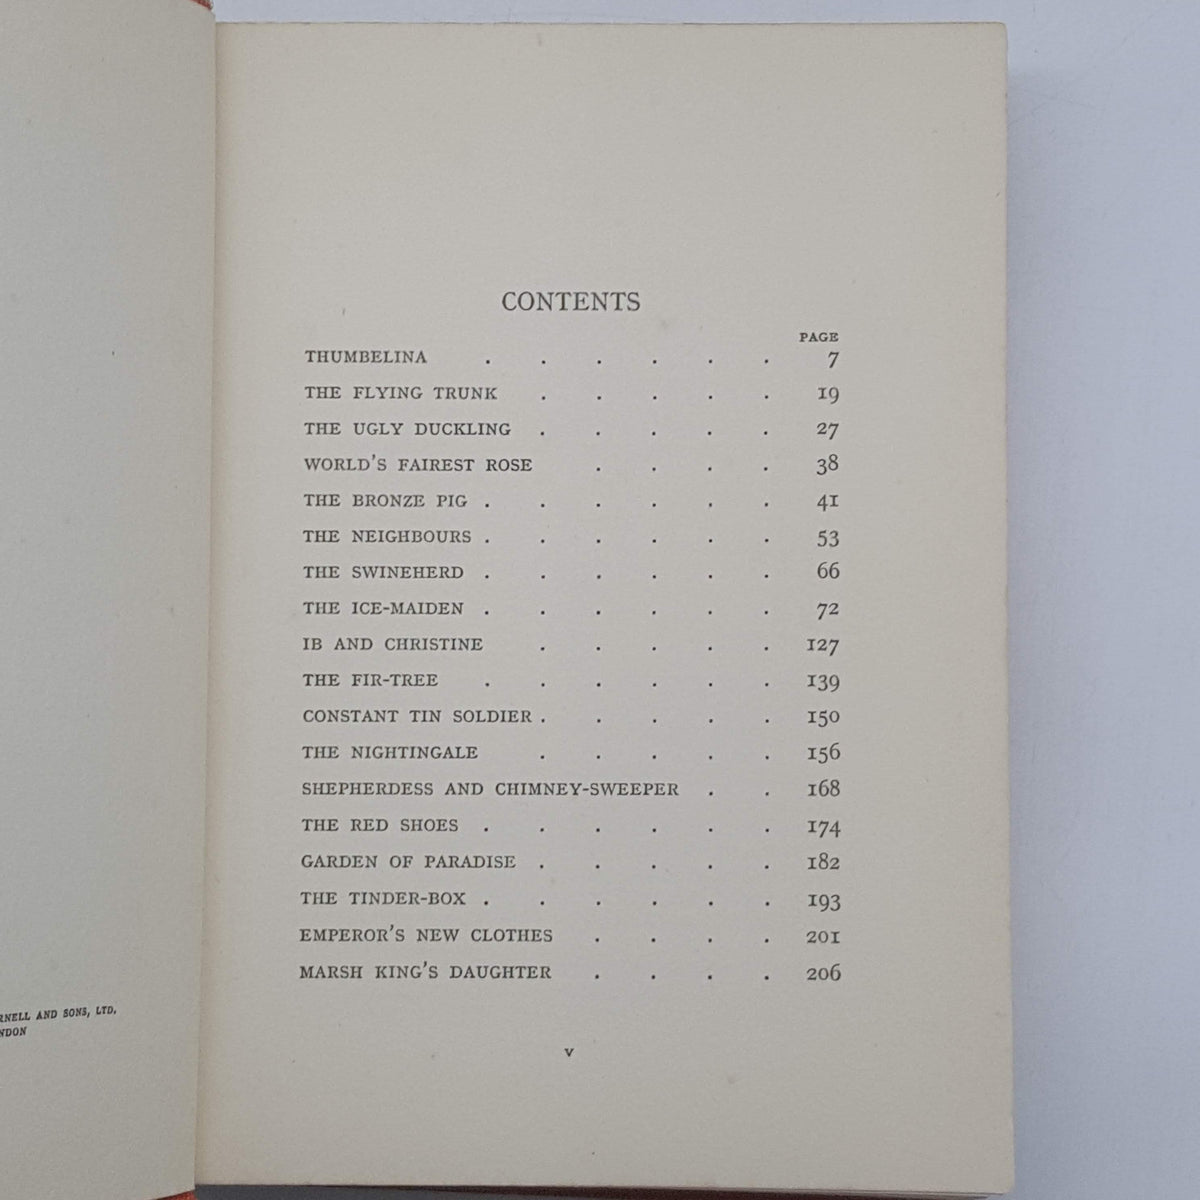 AND SONS, LTD.
CONTENTS
PAGE
THUMBELINA . . . . . . 7
THE FLYING TRUNK . . . . . 19
THE UGLY DUCKLING . . . . . 27
WORLD'S FAIREST ROSE . . . . 38
THE BRONZE PIG . . . . . . 41
THE NEIGHBOURS . . . . . . 53
THE SWINEHERD . . . . . . 66
THE ICE-MAIDEN . . . . . . 72
IB AND CHRISTINE . . . . . 127
THE FIR-TREE . . . . . . 139
CONSTANT TIN SOLDIER . . . . . 150
THE NIGHTINGALE . . . . . 156
SHEPHERDESS AND CHIMNEY-SWEEPER . . 168
THE RED SHOES . . . . . . 174
GARDEN OF PARADISE . . . . . 182
THE TINDER-BOX . . . . . . 193
EMPEROR'S NEW CLOTHES . . . . 201
MARSH KING'S DAUGHTER . . . . 206
v